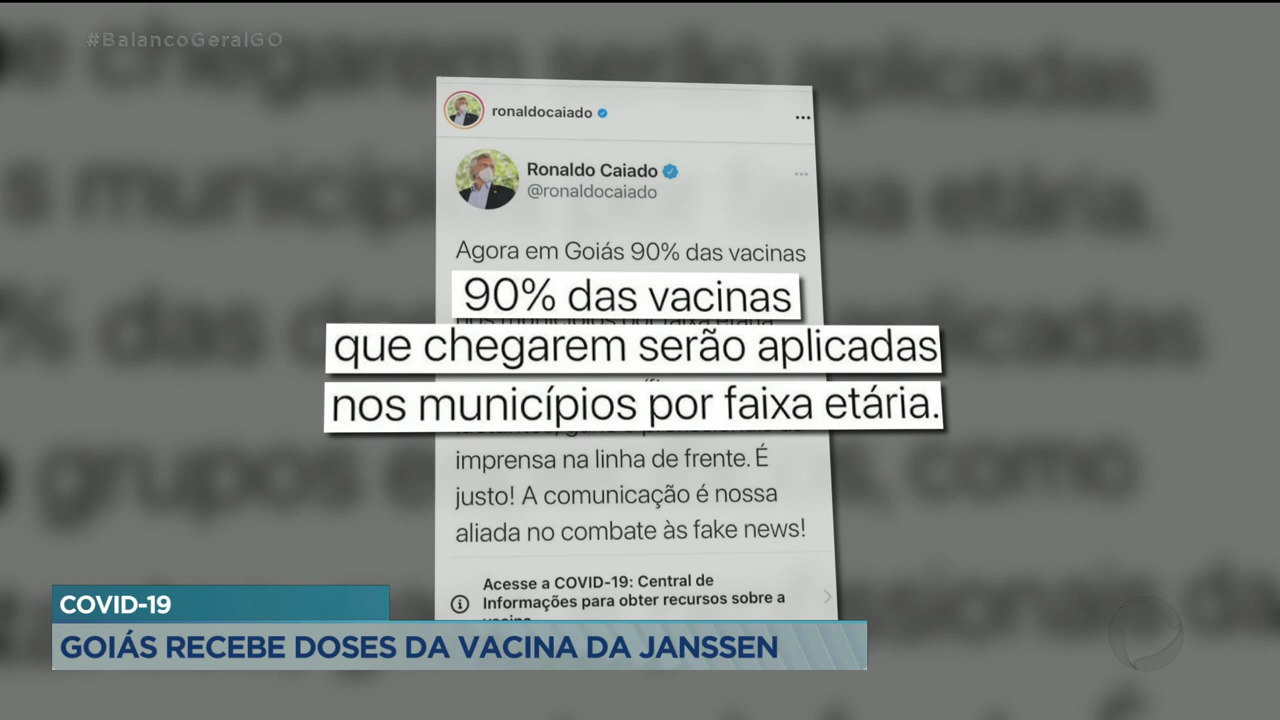 #BalancoGeralGO
ronaldocaiado
Ronaldo Caiado
@ronaldocaiado
Agora em Goiás 90% das vacinas
90% das vacinas
que chegarem serão aplicadas
nos municípios por faixa etária.
imprensa na linha de frente. É
justo! A comunicação é nossa
aliada no combate às fake news!
Acesse a COVID-19: Central de
Informações para obter recursos sobre a
COVID-19
GOIÁS RECEBE DOSES DA VACINA DA JANSSEN